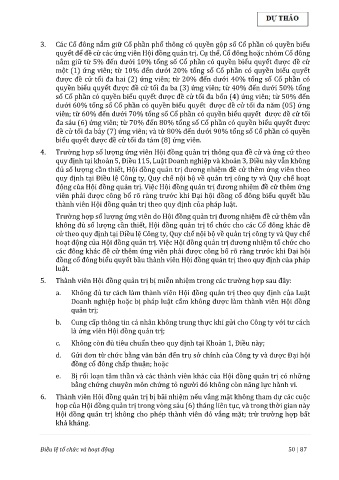 DỰ THẢO
3. Các Cổ đông nắm giữ Cổ phần phổ thông có quyền gộp số Cổ phần có quyền biểu
quyết để đề cử các ứng viên Hội đồng quản trị. Cụ thể, Cổ đông hoặc nhóm Cổ đông
nắm giữ từ 5% đến dưới 10% tổng số Cổ phần có quyền biểu quyết được đề cử
một (1) ứng viên; từ 10% đến dưới 20% tổng số Cổ phần có quyền biểu quyết
được đề cử tối đa hai (2) ứng viên; từ 20% đến dưới 40% tổng số Cổ phần có
quyền biểu quyết được đề cử tối đa ba (3) ứng viên; từ 40% đến dưới 50% tổng
số Cổ phần có quyền biểu quyết được đề cử tối đa bốn (4) ứng viên; từ 50% đến
dưới 60% tổng số Cổ phần có quyền biểu quyết được đề cử tối đa năm (05) ứng
viên; từ 60% đến dưới 70% tổng số Cổ phần có quyền biểu quyết được đề cử tối
đa sáu (6) ứng viên; từ 70% đến 80% tổng số Cổ phần có quyền biểu quyết được
đề cử tối đa bảy (7) ứng viên; và từ 80% đến dưới 90% tổng số Cổ phần có quyền
biểu quyết được đề cử tối đa tám (8) ứng viên.
4. Trường hợp số lượng ứng viên Hội đồng quản trị thông qua đề cử và ứng cử theo
quy định tại khoản 5, Điều 115, Luật Doanh nghiệp và khoản 3, Điều này vẫn không
đủ số lượng cần thiết, Hội đồng quản trị đương nhiệm đề cử thêm ứng viên theo
quy định tại Điều lệ Công ty, Quy chế nội bộ về quản trị công ty và Quy chế hoạt
động của Hội đồng quản trị. Việc Hội đồng quản trị đương nhiệm đề cử thêm ứng
viên phải được công bố rõ ràng trước khi Đại hội đồng cổ đông biểu quyết bầu
thành viên Hội đồng quản trị theo quy định của pháp luật.
Trường hợp số lượng ứng viên do Hội đồng quản trị đương nhiệm đề cử thêm vẫn
không đủ số lượng cần thiết, Hội đồng quản trị tổ chức cho các Cổ đông khác đề
cử theo quy định tại Điều lệ Công ty, Quy chế nội bộ về quản trị công ty và Quy chế
hoạt động của Hội đồng quản trị. Việc Hội đồng quản trị đương nhiệm tổ chức cho
các đông khác đề cử thêm ứng viên phải được công bố rõ ràng trước khi Đại hội
đồng cổ đông biểu quyết bầu thành viên Hội đồng quản trị theo quy định của pháp
luật.
5. Thành viên Hội đồng quản trị bị miễn nhiệm trong các trường hợp sau đây:
a. Không đủ tư cách làm thành viên Hội đồng quản trị theo quy định của Luật
Doanh nghiệp hoặc bị pháp luật cấm không được làm thành viên Hội đồng
quản trị;
b. Cung cấp thông tin cá nhân không trung thực khi gửi cho Công ty với tư cách
là ứng viên Hội đồng quản trị;
c. Không còn đủ tiêu chuẩn theo quy định tại Khoản 1, Điều này;
d. Gửi đơn từ chức bằng văn bản đến trụ sở chính của Công ty và được Đại hội
đồng cổ đông chấp thuận; hoặc
e. Bị rối loạn tâm thần và các thành viên khác của Hội đồng quản trị có những
bằng chứng chuyên môn chứng tỏ người đó không còn năng lực hành vi.
6. Thành viên Hội đồng quản trị bị bãi nhiệm nếu vắng mặt không tham dự các cuộc
họp của Hội đồng quản trị trong vòng sáu (6) tháng liên tục, và trong thời gian này
Hội đồng quản trị không cho phép thành viên đó vắng mặt; trừ trường hợp bất
khả kháng.
Điều lệ tổ chức và hoạt động 50 | 87